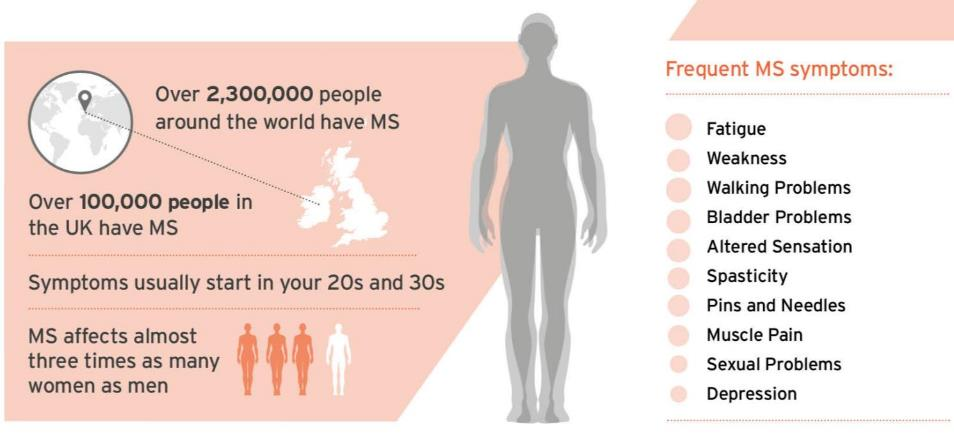 Over 2,300,000 people
around the world have MS
Over 100,000 people in
the UK have MS
Symptoms usually start in your 20s and 30s
MS affects almost
three times as many
women as men
Frequent MS symptoms:
Fatigue
Weakness
Walking Problems
Bladder Problems
Altered Sensation
Spasticity
Pins and Needles
Muscle Pain
Sexual Problems
Depression